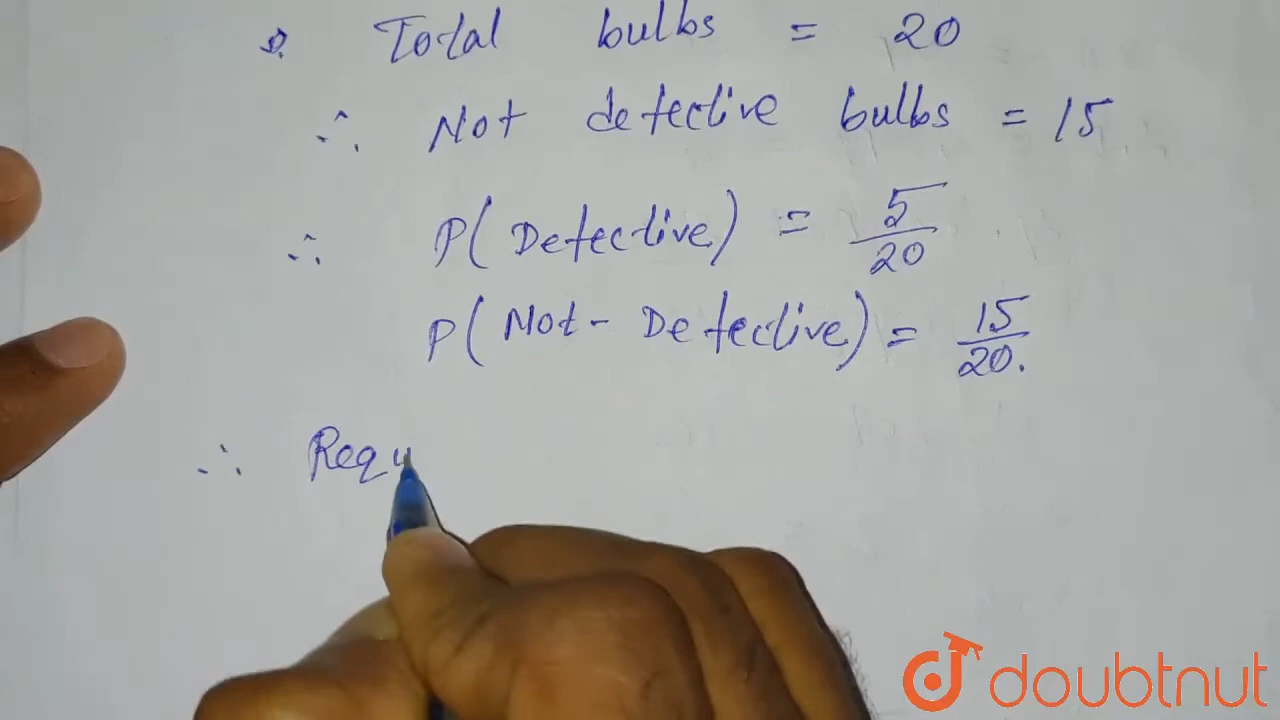 Total bulbs = 20
∴ Not defective bulbs = 15
∴ P( Defective) = 5/20
P( Not - Defective) = 15/20.
∴ Requ
doubtnut